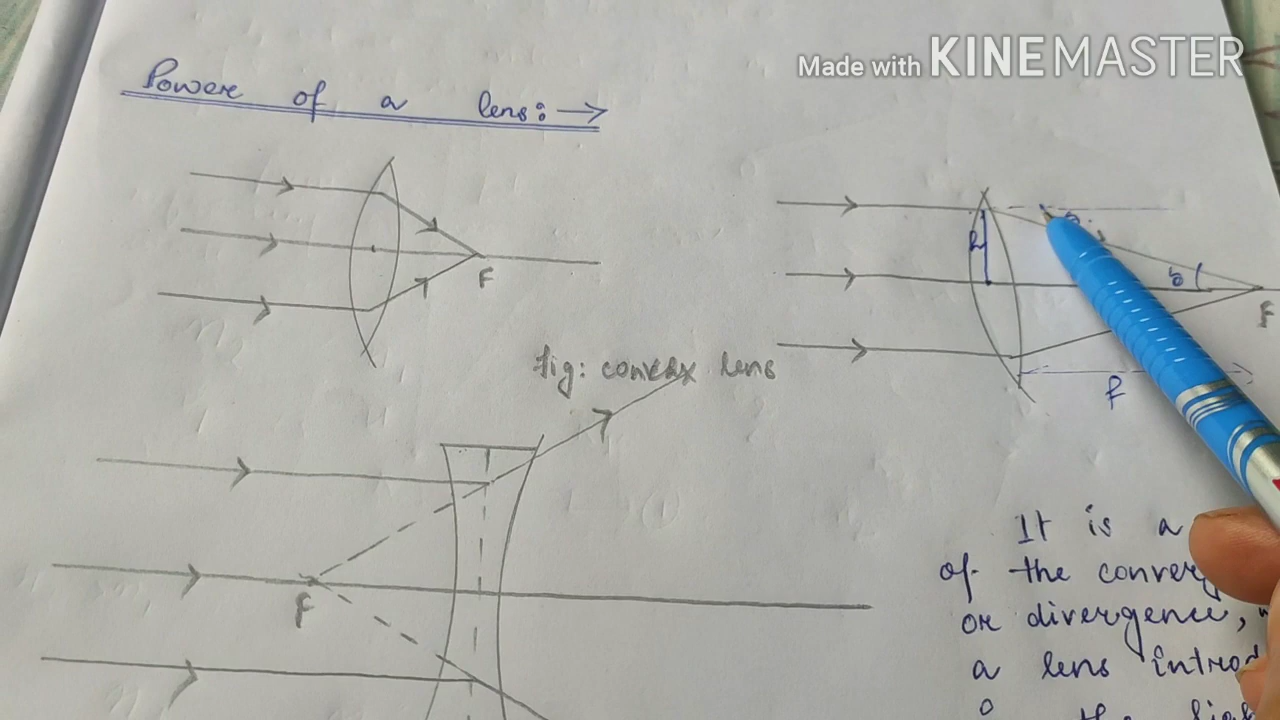 Made with KINEMASTER
Power of a lens:→
F
h
δ
δ
F
f
fig: convex lens
F
It is a
of the converg
or divergence,
a lens introd